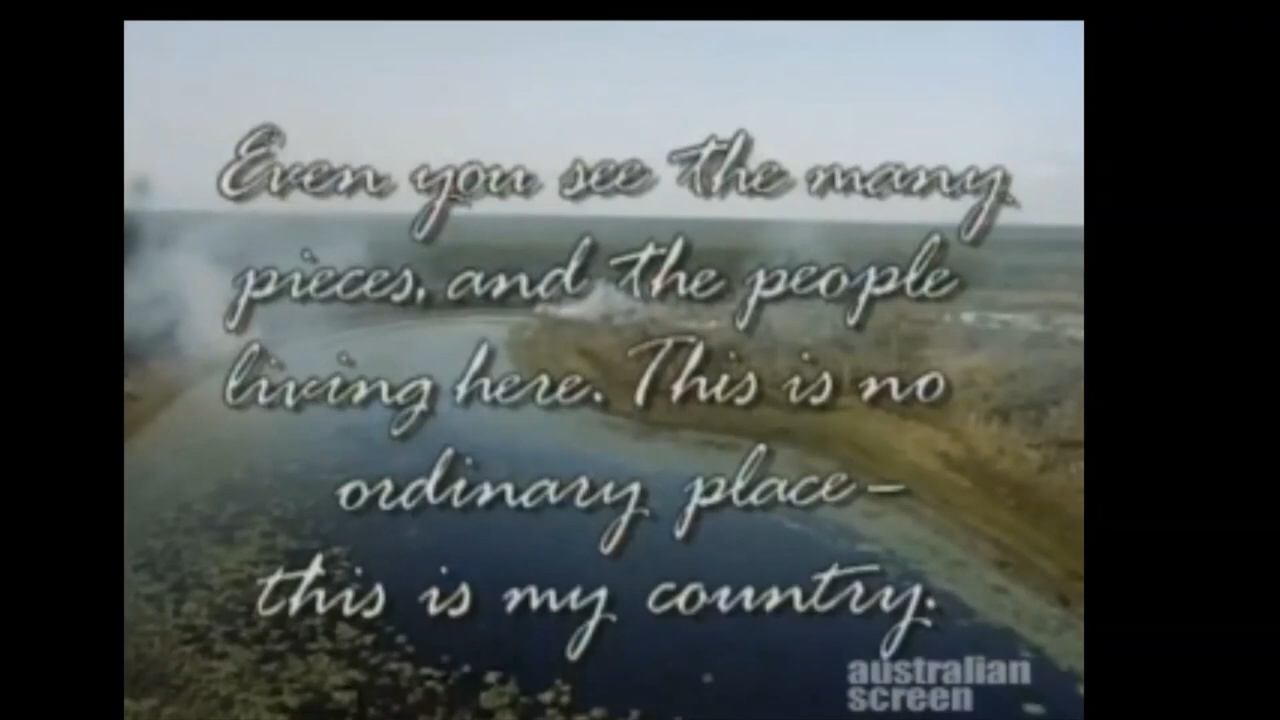 Even you see the many
pieces, and the people
living here. This is no
ordinary place –
this is my country.
australian
screen